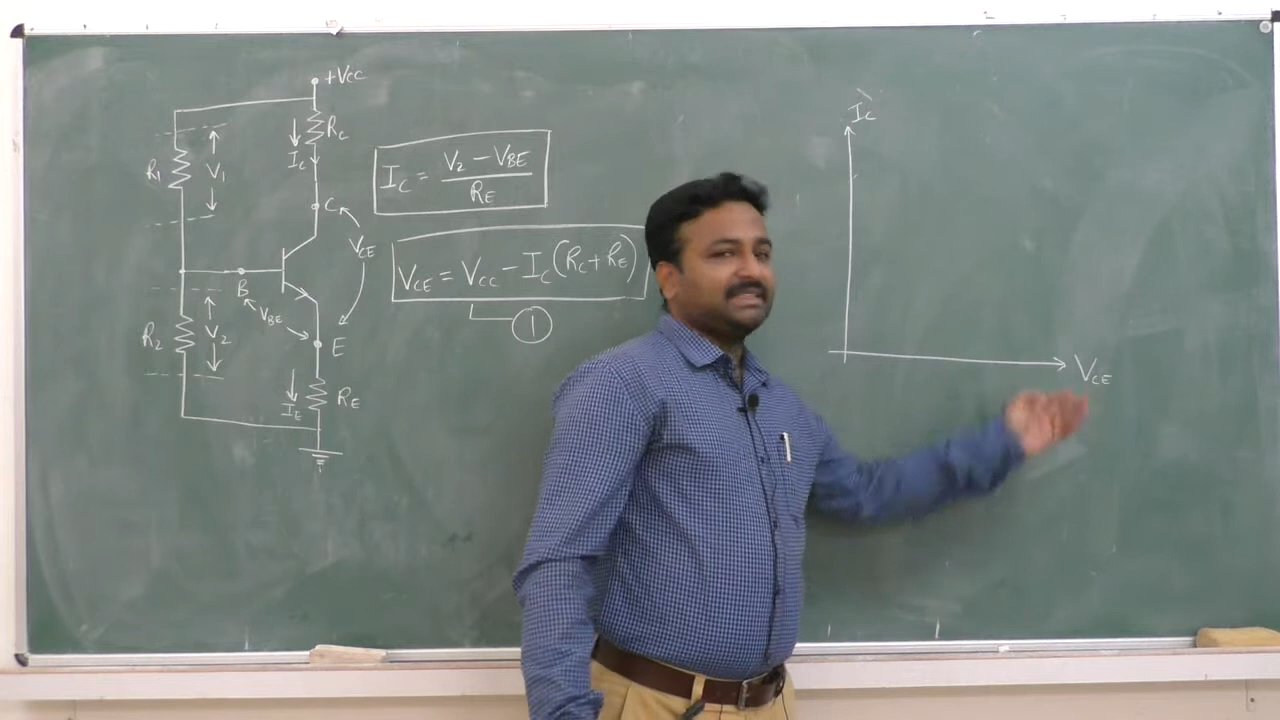 +VCC
RC
IC
R1
V1
C
VCE
B
VBE
R2
V2
E
IE
RE
IC = V2 − VBE / RE
VCE = VCC − IC (RC + RE)
1
IC
VCE